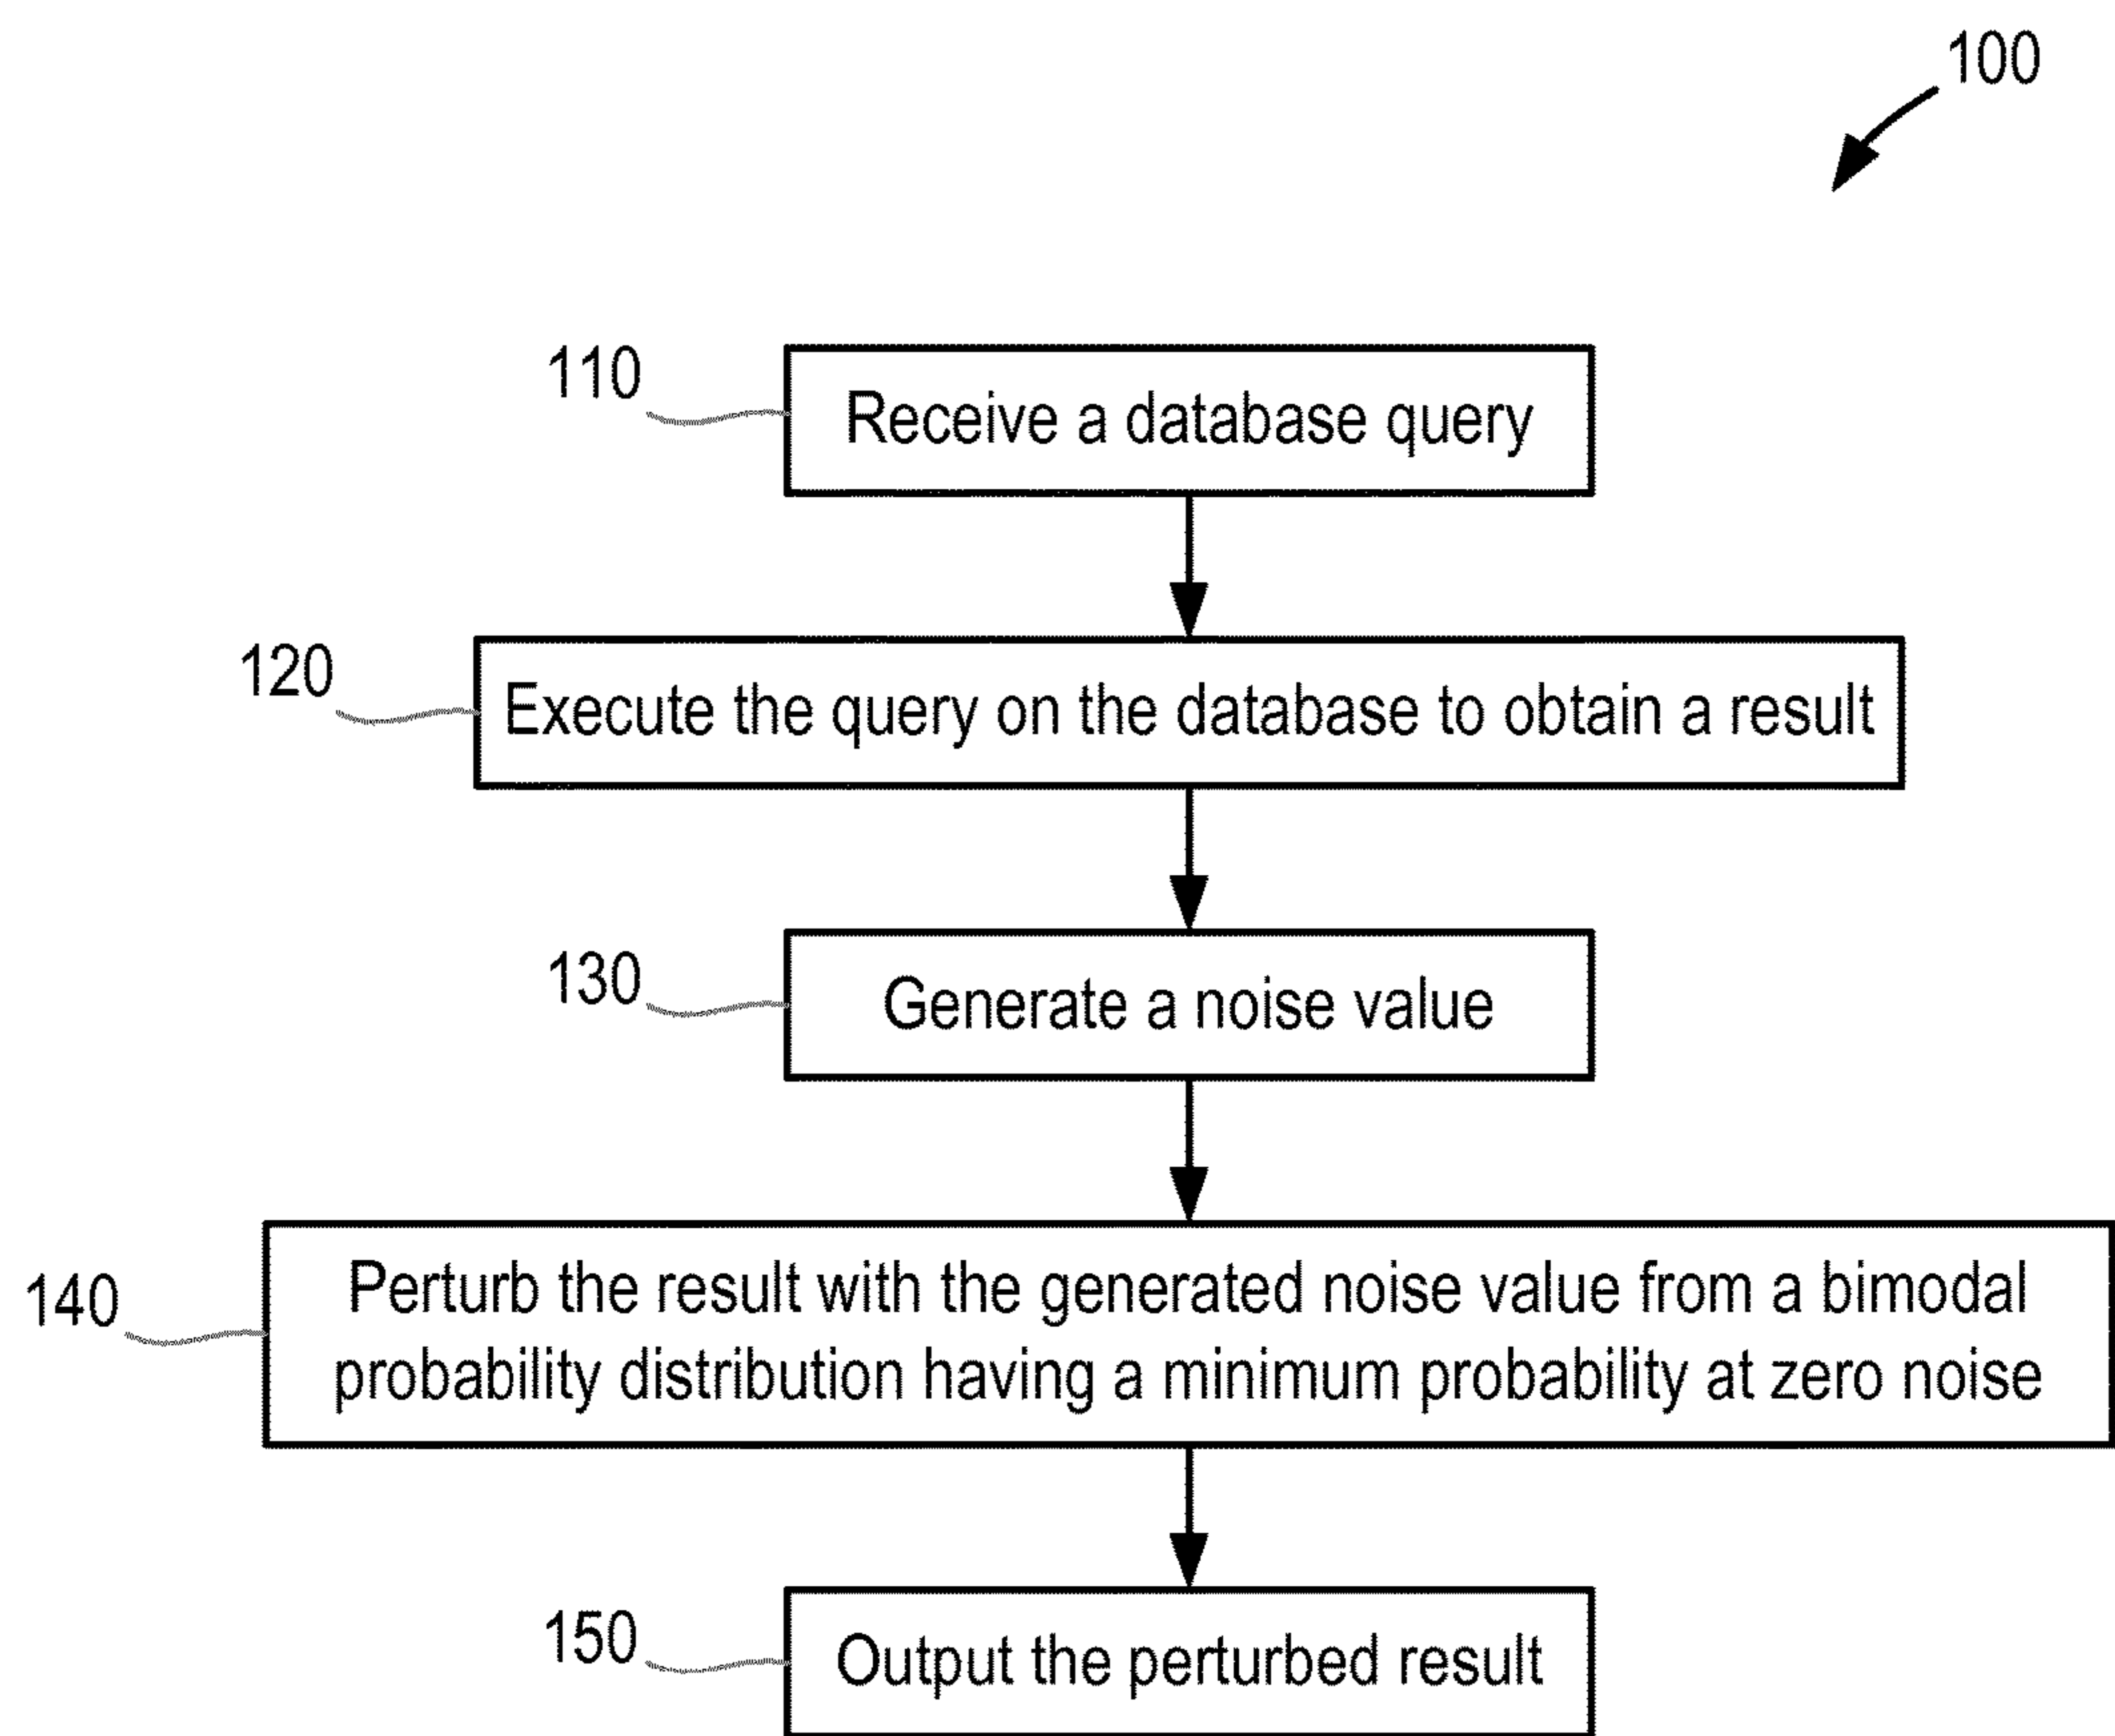 100
110
Receive a database query
120
Execute the query on the database to obtain a result
130
Generate a noise value
140
Perturb the result with the generated noise value from a bimodal
probability distribution having a minimum probability at zero noise
150
Output the perturbed result